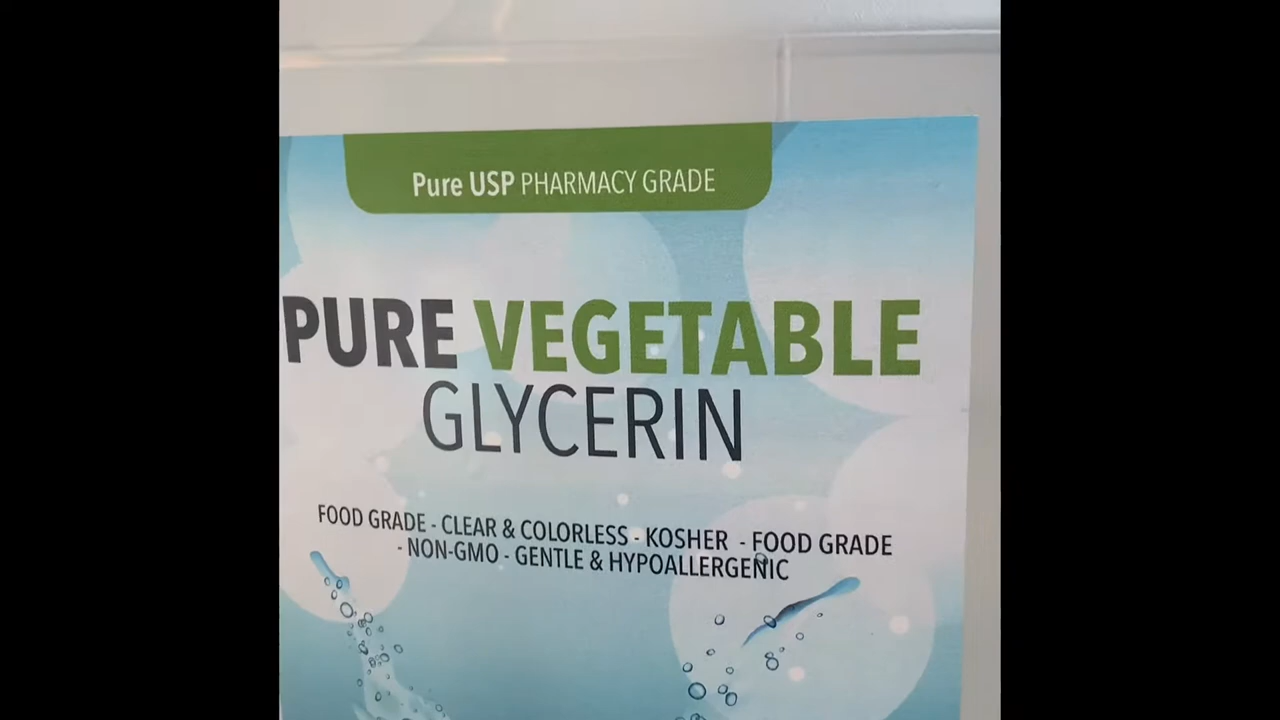 Pure USP PHARMACY GRADE
PURE VEGETABLE
GLYCERIN
FOOD GRADE - CLEAR & COLORLESS - KOSHER - FOOD GRADE
- NON-GMO - GENTLE & HYPOALLERGENIC